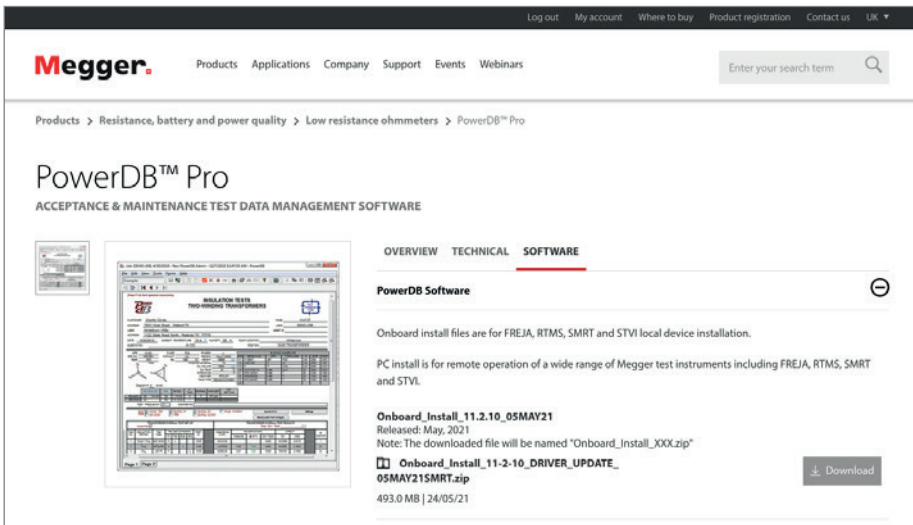 Log out My account Where to buy Product registration Contact us UK
Megger.
Products Applications Company Support Events Webinars
Enter your search term
Products > Resistance, battery and power quality > Low resistance ohmmeters > PowerDB™ Pro
PowerDB™ Pro
ACCEPTANCE & MAINTENANCE TEST DATA MANAGEMENT SOFTWARE
INSULATION TESTS
TWO-WINDING TRANSFORMERS
Page 1 Page 2
OVERVIEW TECHNICAL SOFTWARE
PowerDB Software
Onboard install files are for FREJA, RTMS, SMRT and STVI local device installation.
PC install is for remote operation of a wide range of Megger test instruments including FREJA, RTMS, SMRT
and STVI.
Onboard_Install_11.2.10_05MAY21
Released: May, 2021
Note: The downloaded file will be named "Onboard_Install_XXX.zip"
Onboard_Install_11-2-10_DRIVER_UPDATE_
05MAY21SMRT.zip
Download
493.0 MB | 24/05/21